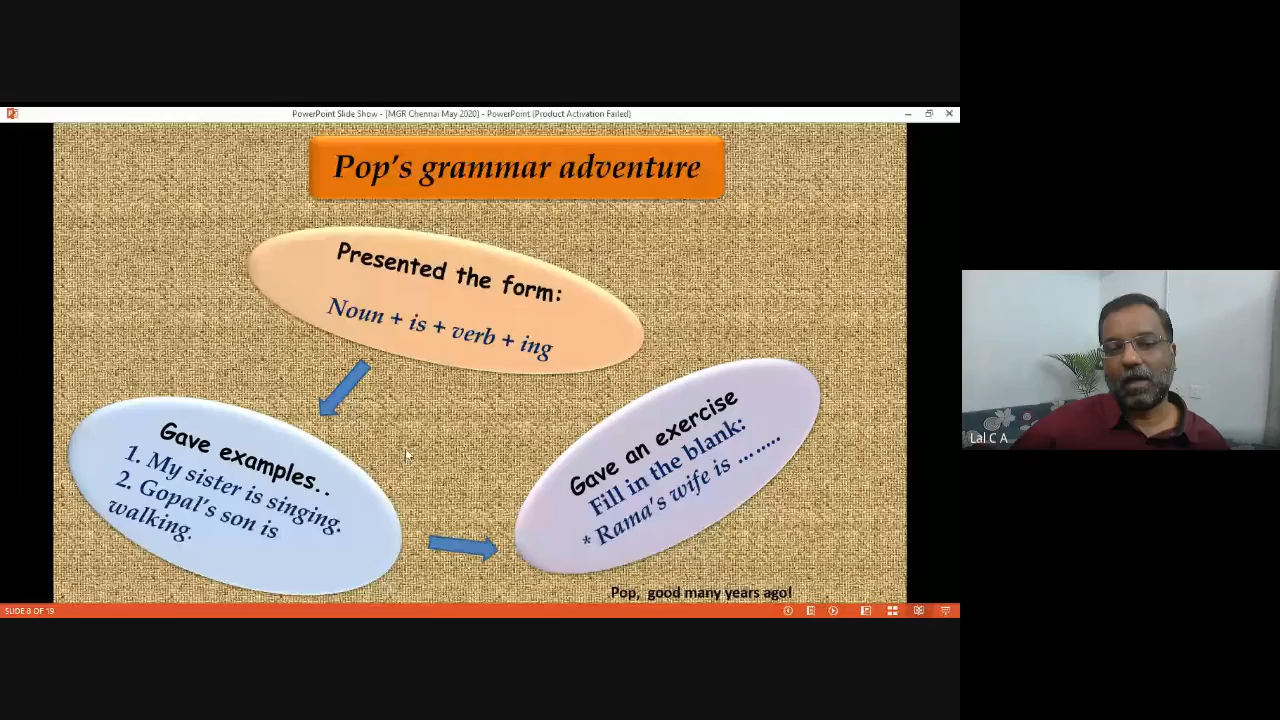 PowerPoint Slide Show - [MGR Chennai May 2020] - PowerPoint (Product Activation Failed)
Pop's grammar adventure
Presented the form:
Noun + is + verb + ing
Gave examples..
1. My sister is singing.
2. Gopal's son is
walking.
Gave an exercise
Fill in the blank:
* Rama's wife is ........
Pop, good many years ago!
SLIDE 8 OF 19
Lal C A